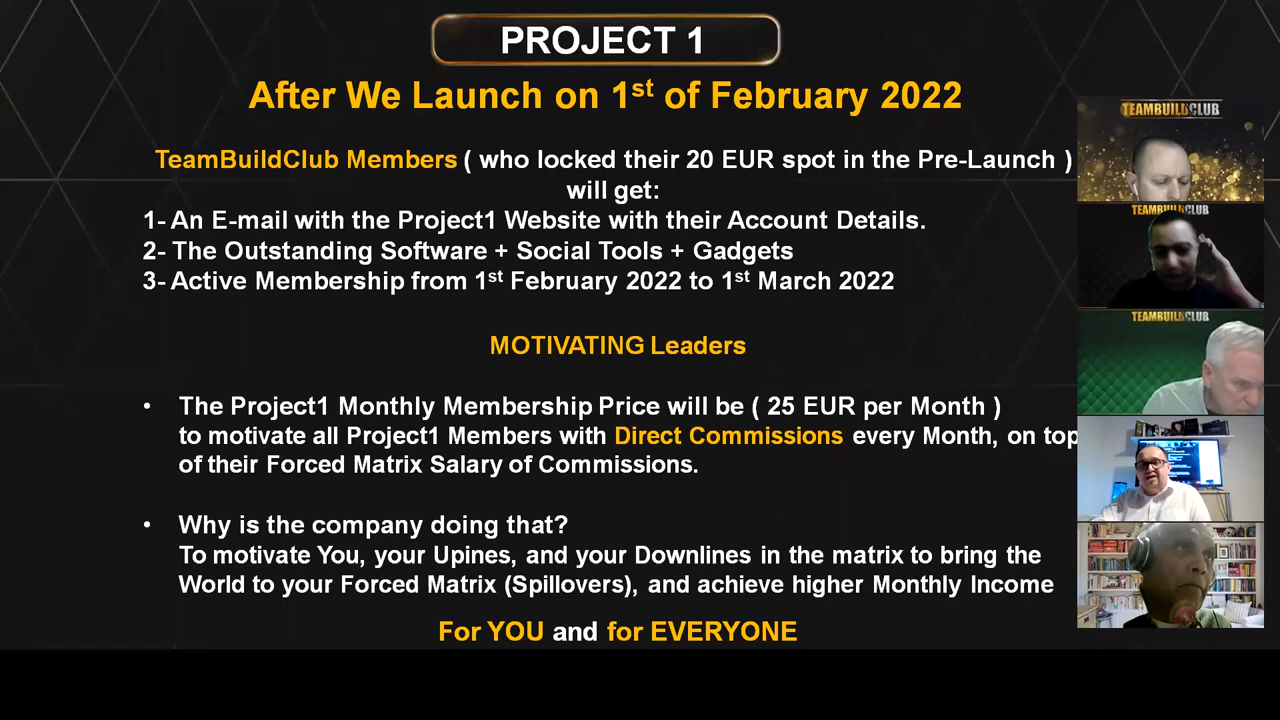 PROJECT 1
After We Launch on 1st of February 2022
TeamBuildClub Members ( who locked their 20 EUR spot in the Pre-Launch )
will get:
1- An E-mail with the Project1 Website with their Account Details.
2- The Outstanding Software + Social Tools + Gadgets
3- Active Membership from 1st February 2022 to 1st March 2022
MOTIVATING Leaders
• The Project1 Monthly Membership Price will be ( 25 EUR per Month )
to motivate all Project1 Members with Direct Commissions every Month, on top
of their Forced Matrix Salary of Commissions.
• Why is the company doing that?
To motivate You, your Upines, and your Downlines in the matrix to bring the
World to your Forced Matrix (Spillovers), and achieve higher Monthly Income
For YOU and for EVERYONE
TEAMBUILDCLUB
TEAMBUILDCLUB
TEAMBUILDCLUB